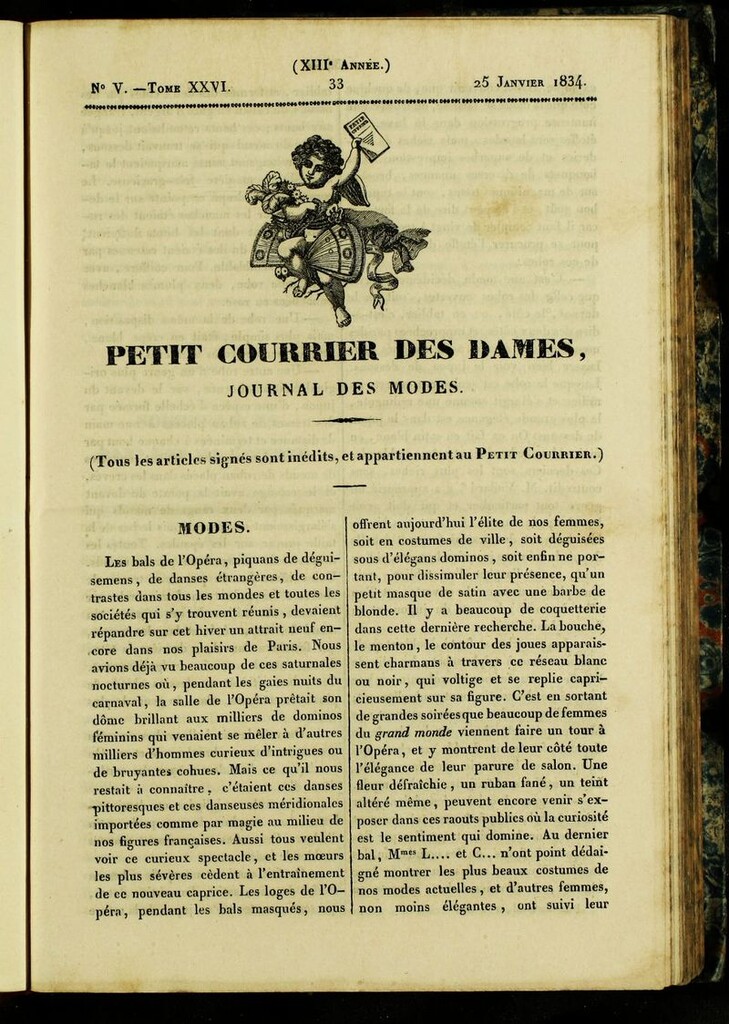 (XIIIe Année.)
No V. —Tome XXVI. 33 25 Janvier 1834.
PETIT COURRIER DES DAMES,
JOURNAL DES MODES.
(Tous les articles signés sont inédits, et appartiennent au Petit Courrier.)
MODES.
Les bals de l'Opéra, piquans de dégui-
semens, de danses étrangères, de con-
trastes dans tous les mondes et toutes les
sociétés qui s'y trouvent réunis, devaient
répandre sur cet hiver un attrait neuf en-
core dans nos plaisirs de Paris. Nous
avions déjà vu beaucoup de ces saturnales
nocturnes où, pendant les gaies nuits du
carnaval, la salle de l'Opéra prêtait son
dôme brillant aux milliers de dominos
féminins qui venaient se mêler à d'autres
milliers d'hommes curieux d'intrigues ou
de bruyantes cohues. Mais ce qu'il nous
restait à connaître, c'étaient ces danses
pittoresques et ces danseuses méridionales
importées comme par magie au milieu de
nos figures françaises. Aussi tous veulent
voir ce curieux spectacle, et les mœurs
les plus sévères cèdent à l'entraînement
de ce nouveau caprice. Les loges de l'O-
péra, pendant les bals masqués, nous
offrent aujourd'hui l'élite de nos femmes,
soit en costumes de ville, soit déguisées
sous d'élégans dominos, soit enfin ne por-
tant, pour dissimuler leur présence, qu'un
petit masque de satin avec une barbe de
blonde. Il y a beaucoup de coquetterie
dans cette dernière recherche. La bouche,
le menton, le contour des joues apparais-
sent charmans à travers ce réseau blanc
ou noir, qui voltige et se replie capri-
cieusement sur sa figure. C'est en sortant
de grandes soirées que beaucoup de femmes
du grand monde viennent faire un tour à
l'Opéra, et y montrent de leur côté toute
l'élégance de leur parure de salon. Une
fleur défraîchie, un ruban fané, un teint
altéré même, peuvent encore venir s'ex-
poser dans ces raouts publics où la curiosité
est le sentiment qui domine. Au dernier
bal, Mmes L.... et C... n'ont point dédai-
gné montrer les plus beaux costumes de
nos modes actuelles, et d'autres femmes,
non moins élégantes, ont suivi leur